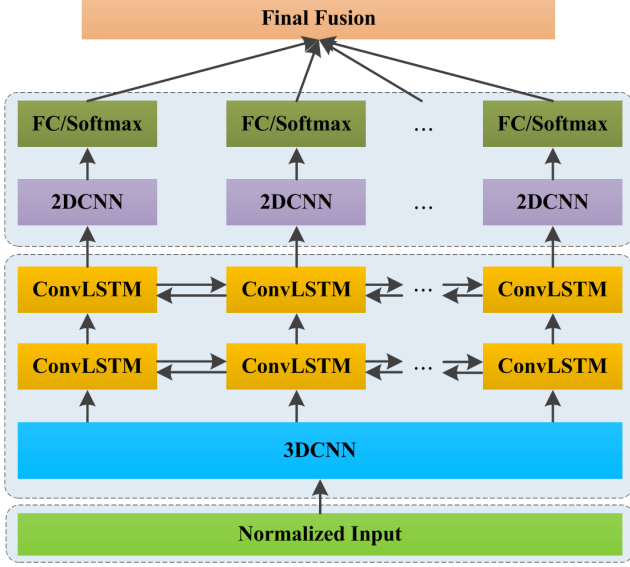 Final Fusion
FC/Softmax FC/Softmax ... FC/Softmax
2DCNN 2DCNN ... 2DCNN
ConvLSTM ConvLSTM ... ConvLSTM
ConvLSTM ConvLSTM ... ConvLSTM
3DCNN
Normalized Input